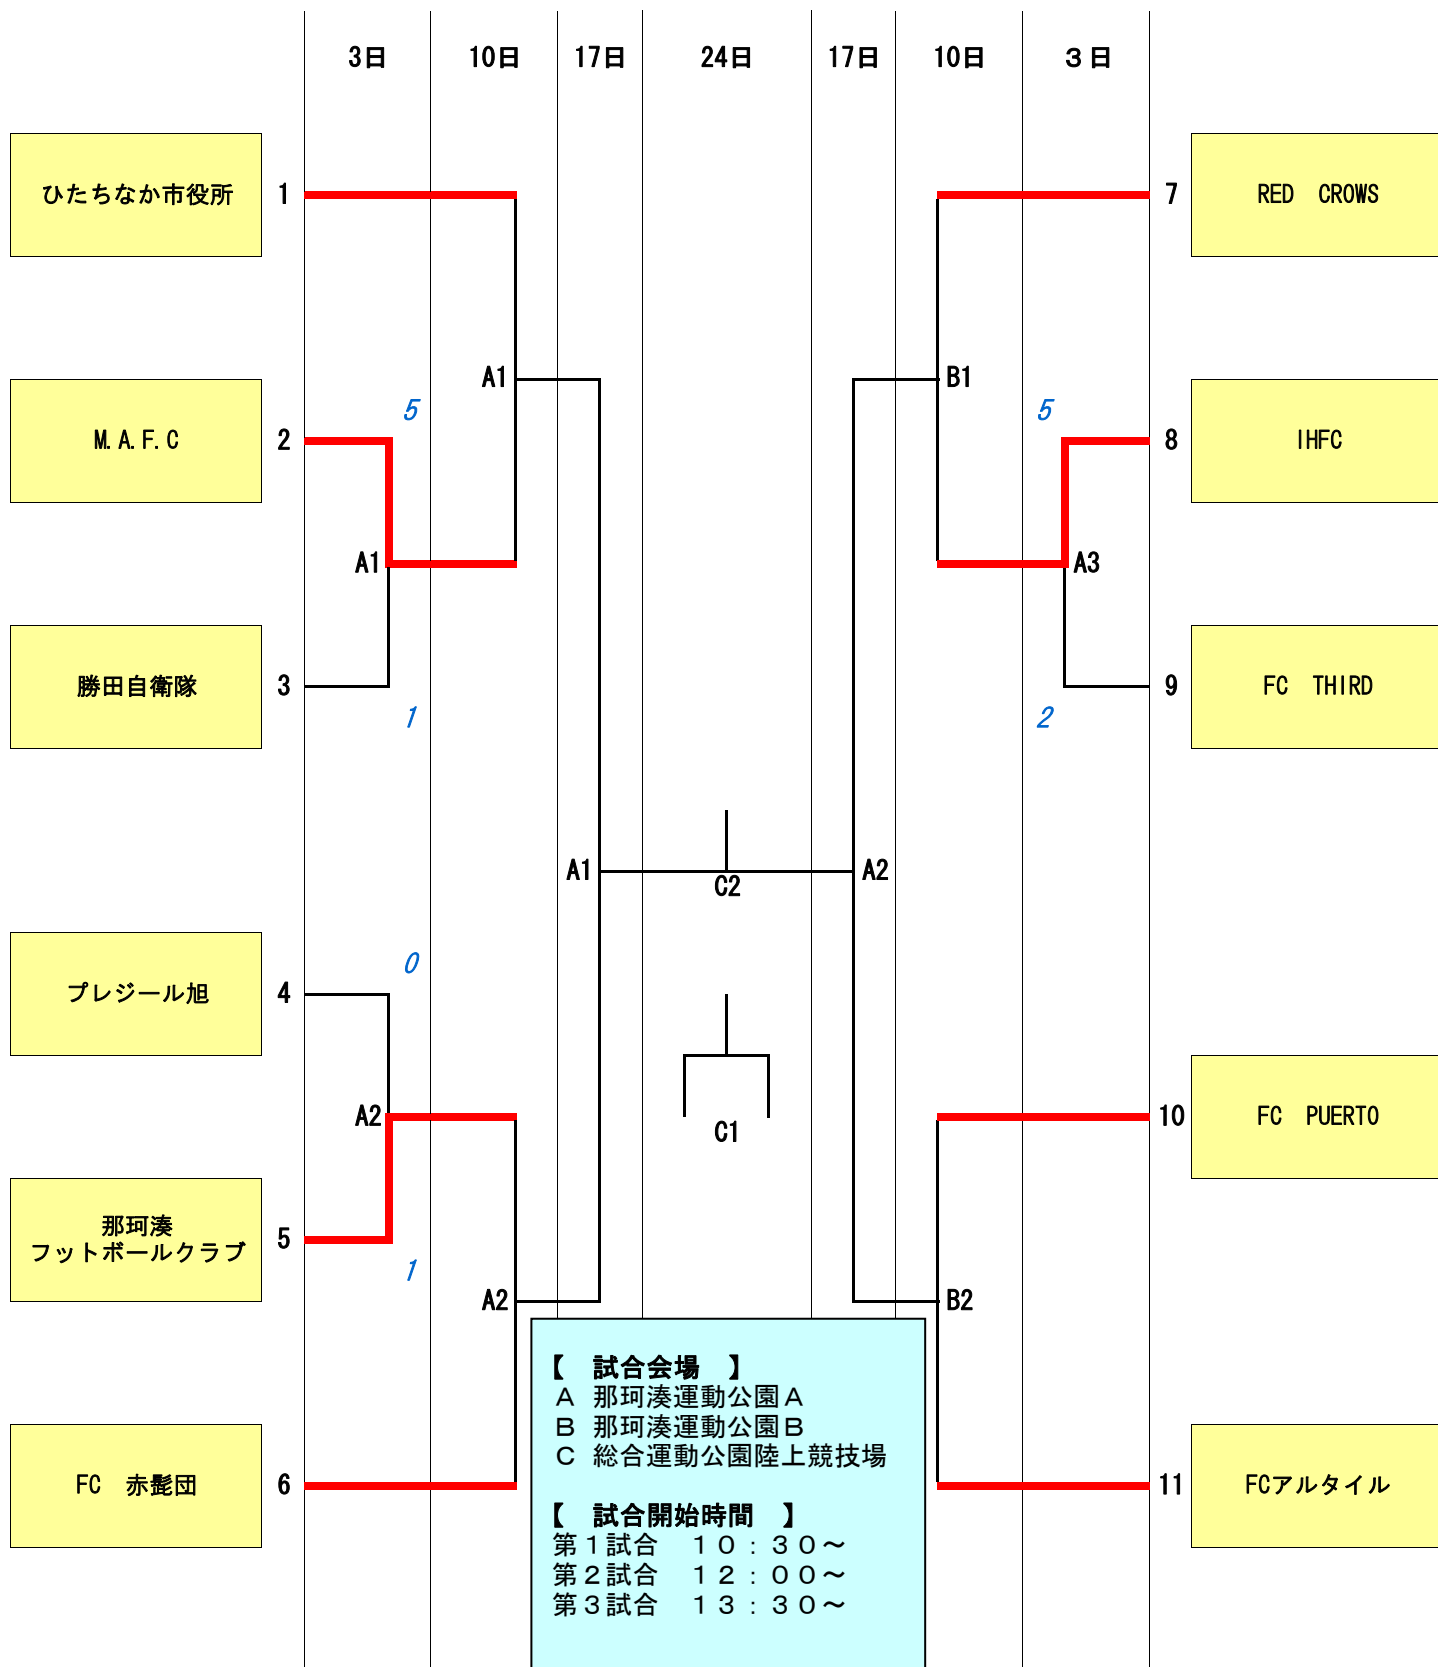 3日 10日 17日 24日 17日 10日 ３日
ひたちなか市役所 1 7 RED　CROWS
A1 B1
5 5
M.A.F.C 2 8 IHFC
A1 A3
勝田自衛隊 3 9 FC　THIRD
1 2
A1 A2
C2
0
プレジール旭 4
A2 10 FC　PUERTO
C1
那珂湊
フットボールクラブ 5
1
A2 B2
【　試合会場　】
Ａ 那珂湊運動公園Ａ
Ｂ 那珂湊運動公園Ｂ
Ｃ 総合運動公園陸上競技場
FC　赤髭団 6 11 FCアルタイル
【　試合開始時間　】
第１試合　１０：３０～
第２試合　１２：００～
第３試合　１３：３０～